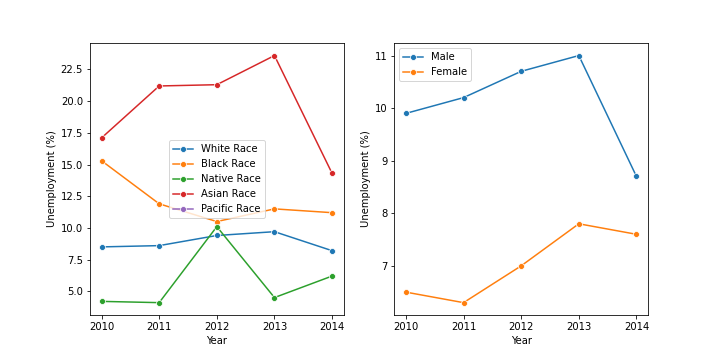 Unemployment (%)
22.5
20.0
17.5
15.0
12.5
10.0
7.5
5.0
White Race
Black Race
Native Race
Asian Race
Pacific Race
2010 2011 2012 2013 2014
Year
Unemployment (%)
11
10
9
8
7
Male
Female
2010 2011 2012 2013 2014
Year